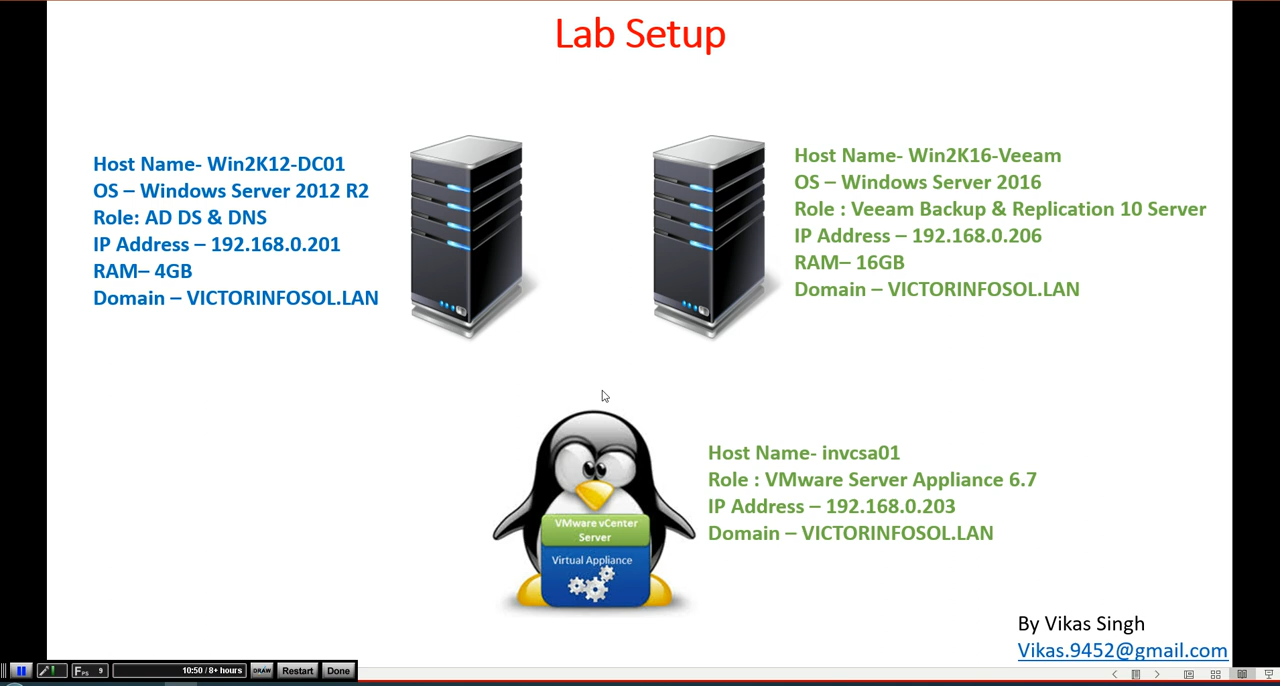 Lab Setup
Host Name- Win2K12-DC01
OS – Windows Server 2012 R2
Role: AD DS & DNS
IP Address – 192.168.0.201
RAM– 4GB
Domain – VICTORINFOSOL.LAN
Host Name- Win2K16-Veeam
OS – Windows Server 2016
Role : Veeam Backup & Replication 10 Server
IP Address – 192.168.0.206
RAM– 16GB
Domain – VICTORINFOSOL.LAN
VMware vCenter
Server
Virtual Appliance
Host Name- invcsa01
Role : VMware Server Appliance 6.7
IP Address – 192.168.0.203
Domain – VICTORINFOSOL.LAN
By Vikas Singh
Vikas.9452@gmail.com
FPS 9 10:50 / 8+ hours DRAW Restart Done